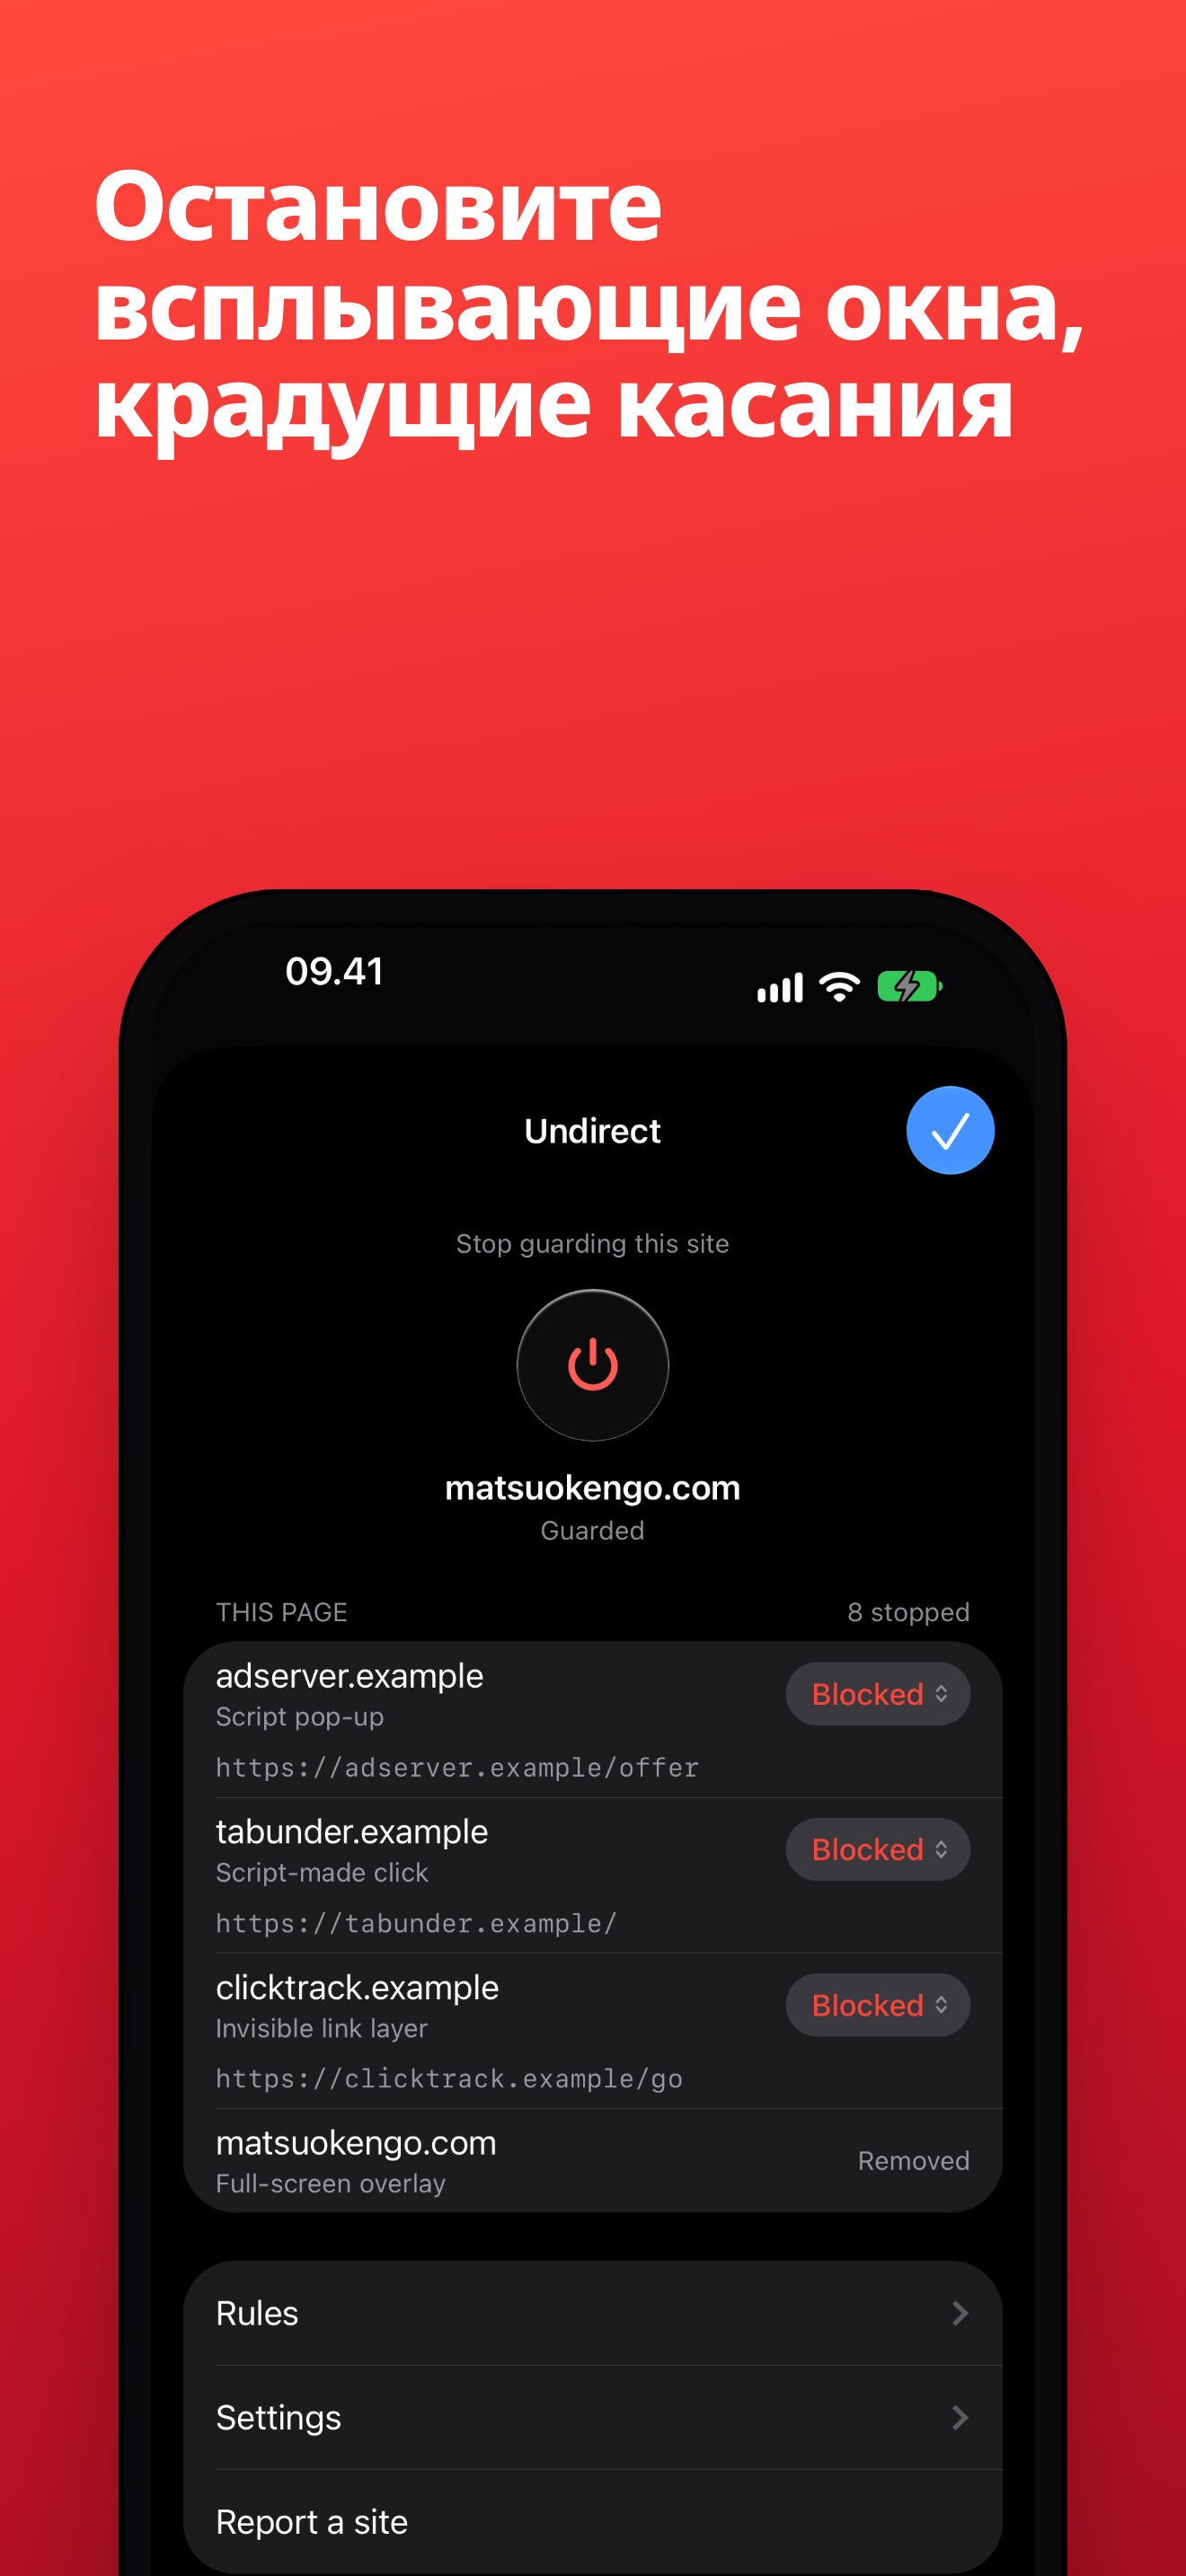 Остановите
всплывающие окна,
крадущие касания
09.41
Undirect
Stop guarding this site
matsuokengo.com
Guarded
THIS PAGE 8 stopped
adserver.example Blocked
Script pop-up
https://adserver.example/offer
tabunder.example Blocked
Script-made click
https://tabunder.example/
clicktrack.example Blocked
Invisible link layer
https://clicktrack.example/go
matsuokengo.com Removed
Full-screen overlay
Rules
Settings
Report a site